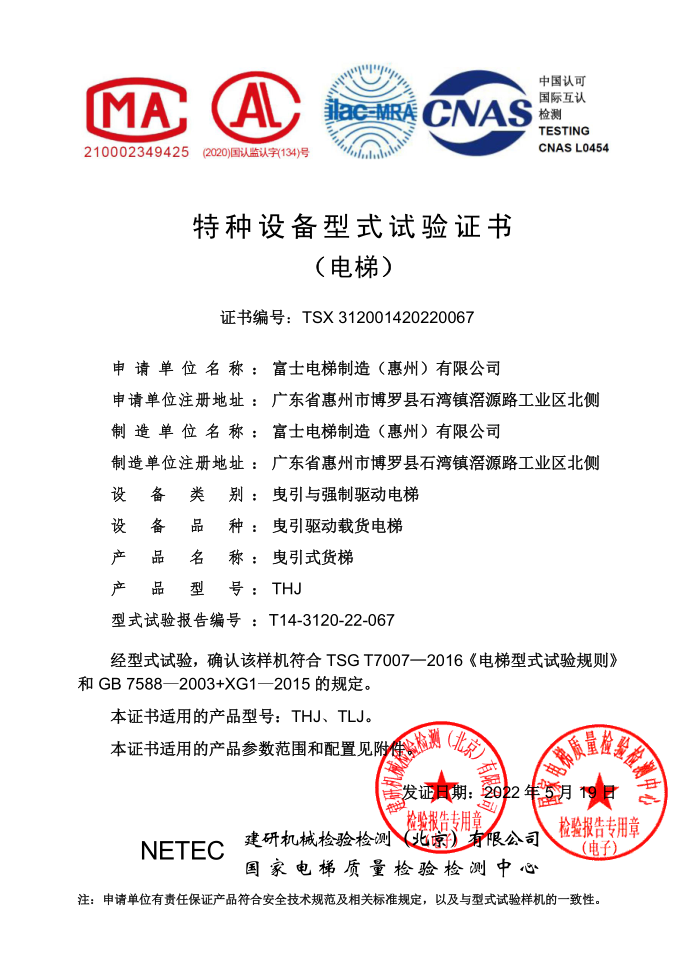 MA
AL
ilac-MRA
CNAS
中国认可
国际互认
检测
TESTING
CNAS L0454
210002349425
(2020)国认监认字(134)号
特种设备型式试验证书
（电梯）
证书编号：TSX 312001420220067
申请单位名称：富士电梯制造（惠州）有限公司
申请单位注册地址：广东省惠州市博罗县石湾镇滘源路工业区北侧
制造单位名称：富士电梯制造（惠州）有限公司
制造单位注册地址：广东省惠州市博罗县石湾镇滘源路工业区北侧
设备类别：曳引与强制驱动电梯
设备品种：曳引驱动载货电梯
产品名称：曳引式货梯
产品型号：THJ
型式试验报告编号：T14-3120-22-067
经型式试验，确认该样机符合 TSG T7007—2016《电梯型式试验规则》
和 GB 7588—2003+XG1—2015 的规定。
本证书适用的产品型号：THJ、TLJ。
本证书适用的产品参数范围和配置见附件。
发证日期：2022 年 5 月 19 日
建研机械检验检测（北京）有限公司
检验报告专用章
（电子）
国家电梯质量检验检测中心
检验报告专用章
（电子）
NETEC
建研机械检验检测（北京）有限公司
国家电梯质量检验检测中心
注：申请单位有责任保证产品符合安全技术规范及相关标准规定，以及与型式试验样机的一致性。